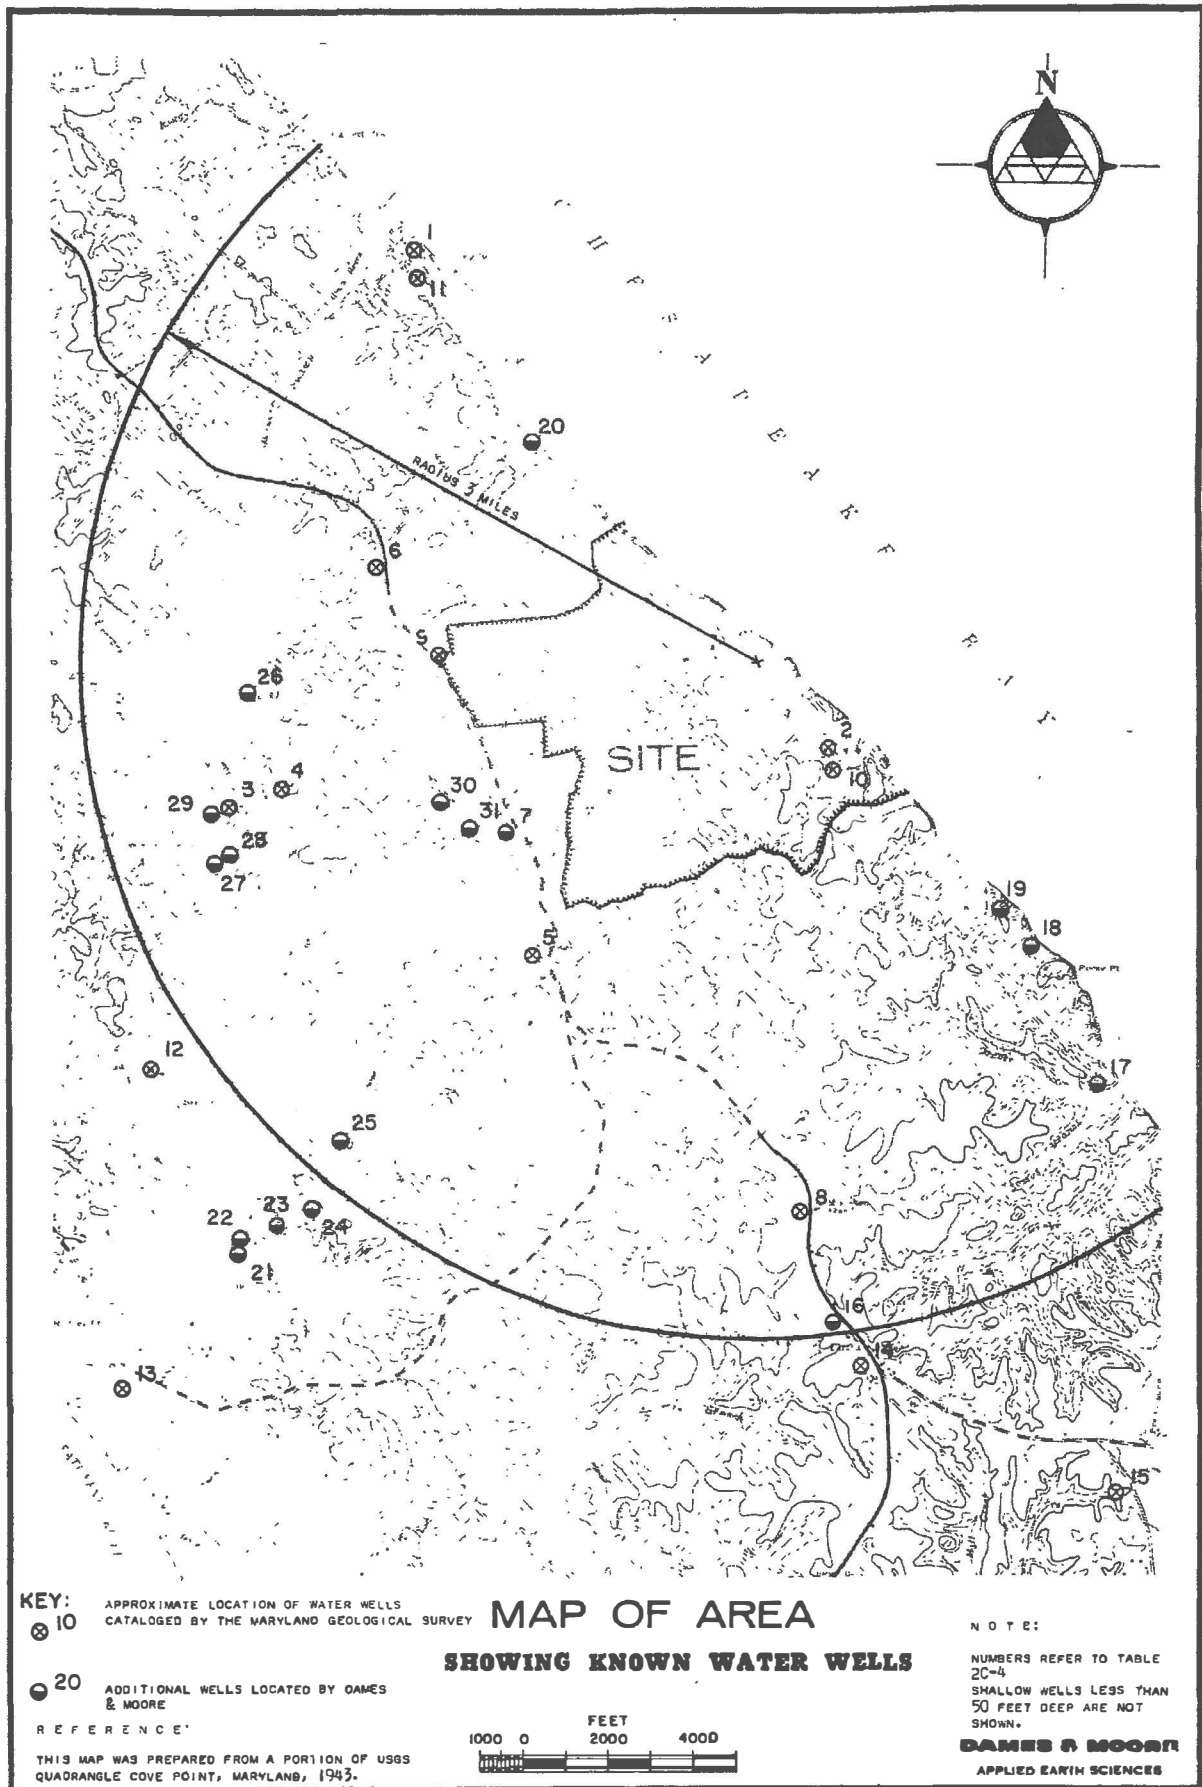 N
CHESAPEAKE BAY
1
11
20
RADIUS 3 MILES
6
9
26
SITE
2
10
4
3
29
30
31
7
28
27
19
18
5
17
12
25
8
23
22
24
21
16
14
13
15
KEY:
10
APPROXIMATE LOCATION OF WATER WELLS
CATALOGED BY THE MARYLAND GEOLOGICAL SURVEY
20
ADDITIONAL WELLS LOCATED BY DAMES
& MOORE
REFERENCE:
THIS MAP WAS PREPARED FROM A PORTION OF USGS
QUADRANGLE COVE POINT, MARYLAND, 1943.
MAP OF AREA
SHOWING KNOWN WATER WELLS
FEET
1000 0 2000 4000
NOTE:
NUMBERS REFER TO TABLE
2C-4
SHALLOW WELLS LESS THAN
50 FEET DEEP ARE NOT
SHOWN.
DAMES & MOORE
APPLIED EARTH SCIENCES